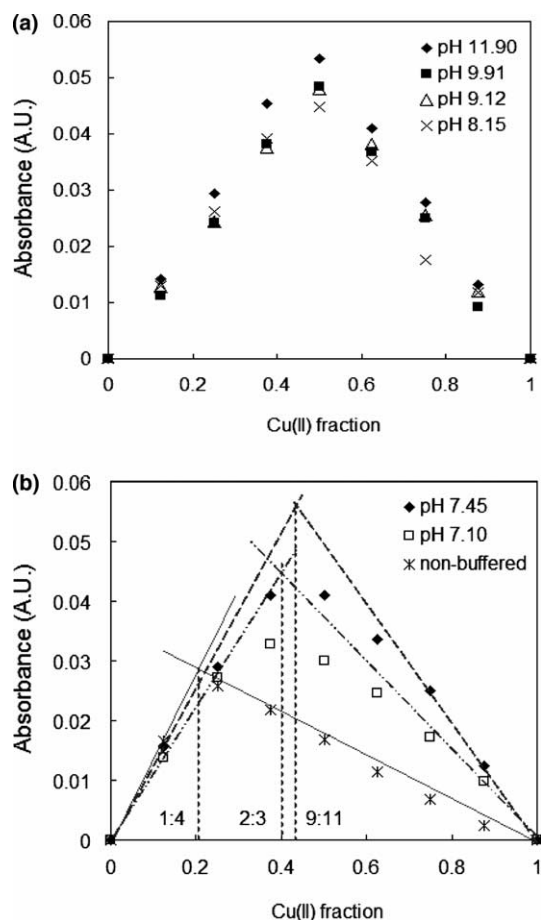 (a)
0.06
0.05
0.04
0.03
0.02
0.01
0
Absorbance (A.U.)
pH 11.90
pH 9.91
pH 9.12
pH 8.15
0 0.2 0.4 0.6 0.8 1
Cu(II) fraction
(b)
0.06
0.05
0.04
0.03
0.02
0.01
0
Absorbance (A.U.)
pH 7.45
pH 7.10
non-buffered
1:4 2:3 9:11
0 0.2 0.4 0.6 0.8 1
Cu(II) fraction